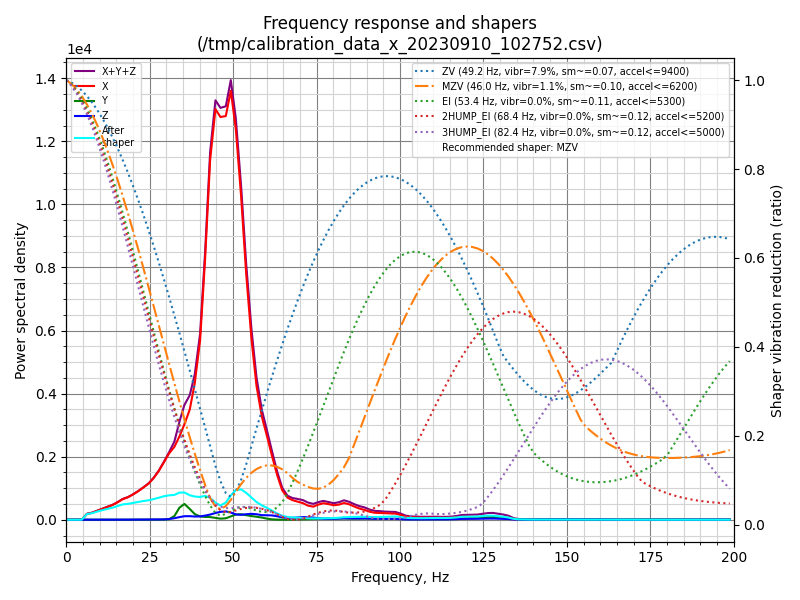 Frequency response and shapers
(/tmp/calibration_data_x_20230910_102752.csv)
1e4
X+Y+Z
X
Y
Z
After
shaper
ZV (49.2 Hz, vibr=7.9%, sm~=0.07, accel<=9400)
MZV (46.0 Hz, vibr=1.1%, sm~=0.10, accel<=6200)
EI (53.4 Hz, vibr=0.0%, sm~=0.11, accel<=5300)
2HUMP_EI (68.4 Hz, vibr=0.0%, sm~=0.12, accel<=5200)
3HUMP_EI (82.4 Hz, vibr=0.0%, sm~=0.12, accel<=5000)
Recommended shaper: MZV
Power spectral density
1.4
1.2
1.0
0.8
0.6
0.4
0.2
0.0
1.0
0.8
0.6
0.4
0.2
0.0
Shaper vibration reduction (ratio)
0 25 50 75 100 125 150 175 200
Frequency, Hz